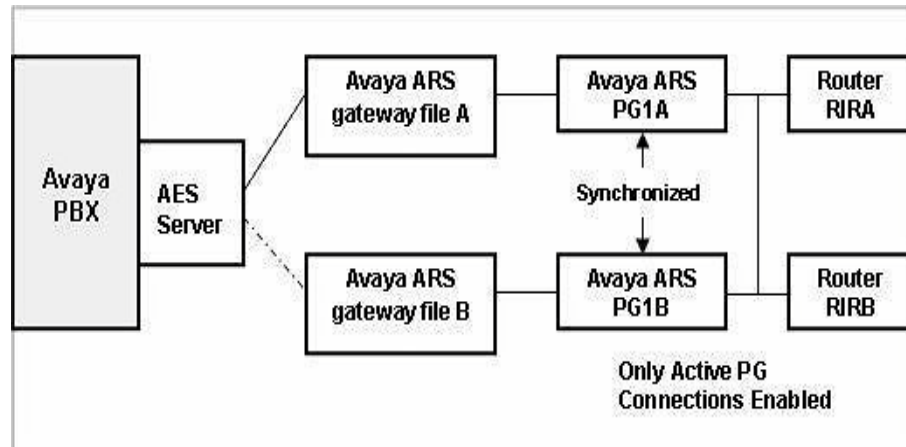 Avaya
PBX
AES
Server
Avaya ARS
gateway file A
Avaya ARS
PG1A
Router
RIRA
Synchronized
Avaya ARS
gateway file B
Avaya ARS
PG1B
Router
RIRB
Only Active PG
Connections Enabled